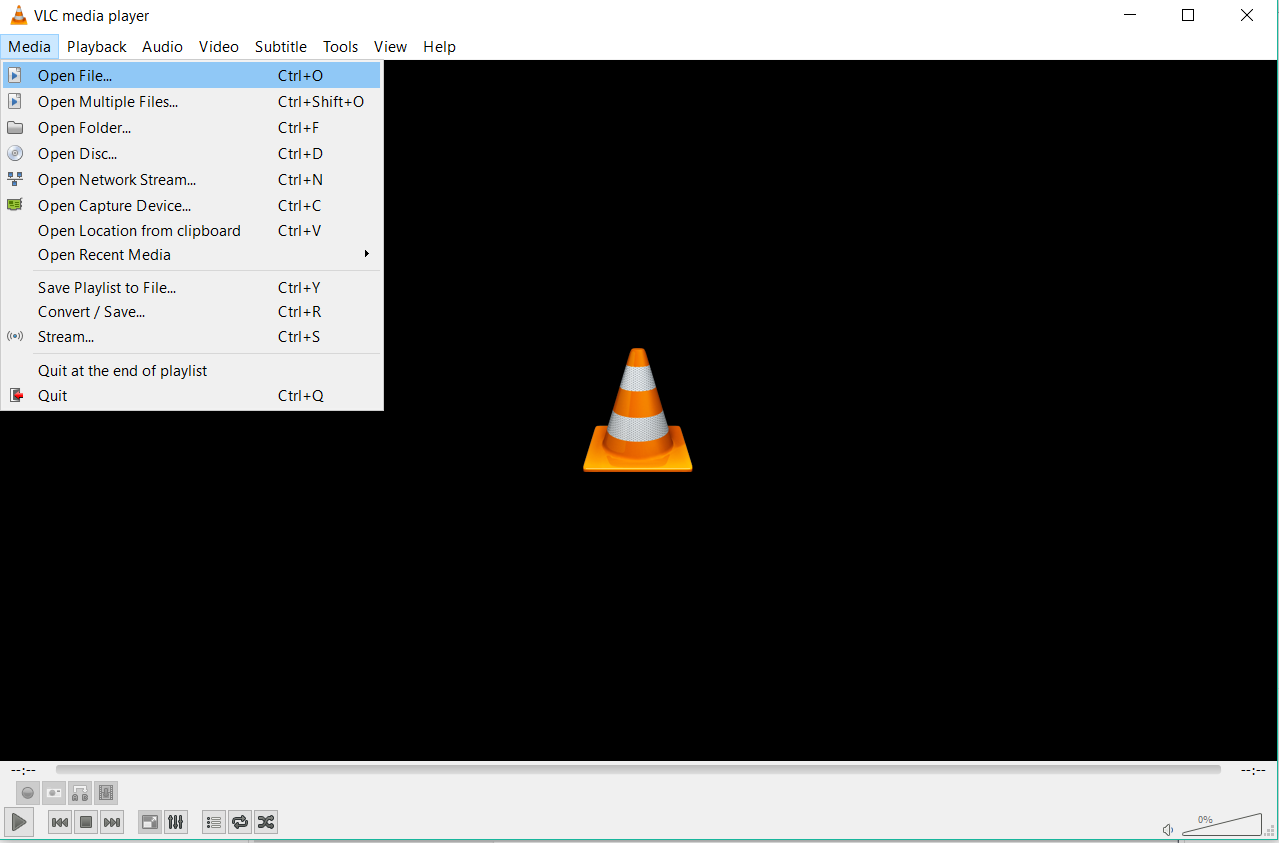 VLC media player
Media Playback Audio Video Subtitle Tools View Help
Open File... Ctrl+O
Open Multiple Files... Ctrl+Shift+O
Open Folder... Ctrl+F
Open Disc... Ctrl+D
Open Network Stream... Ctrl+N
Open Capture Device... Ctrl+C
Open Location from clipboard Ctrl+V
Open Recent Media
Save Playlist to File... Ctrl+Y
Convert / Save... Ctrl+R
Stream... Ctrl+S
Quit at the end of playlist
Quit Ctrl+Q
--:-- --:--
0%